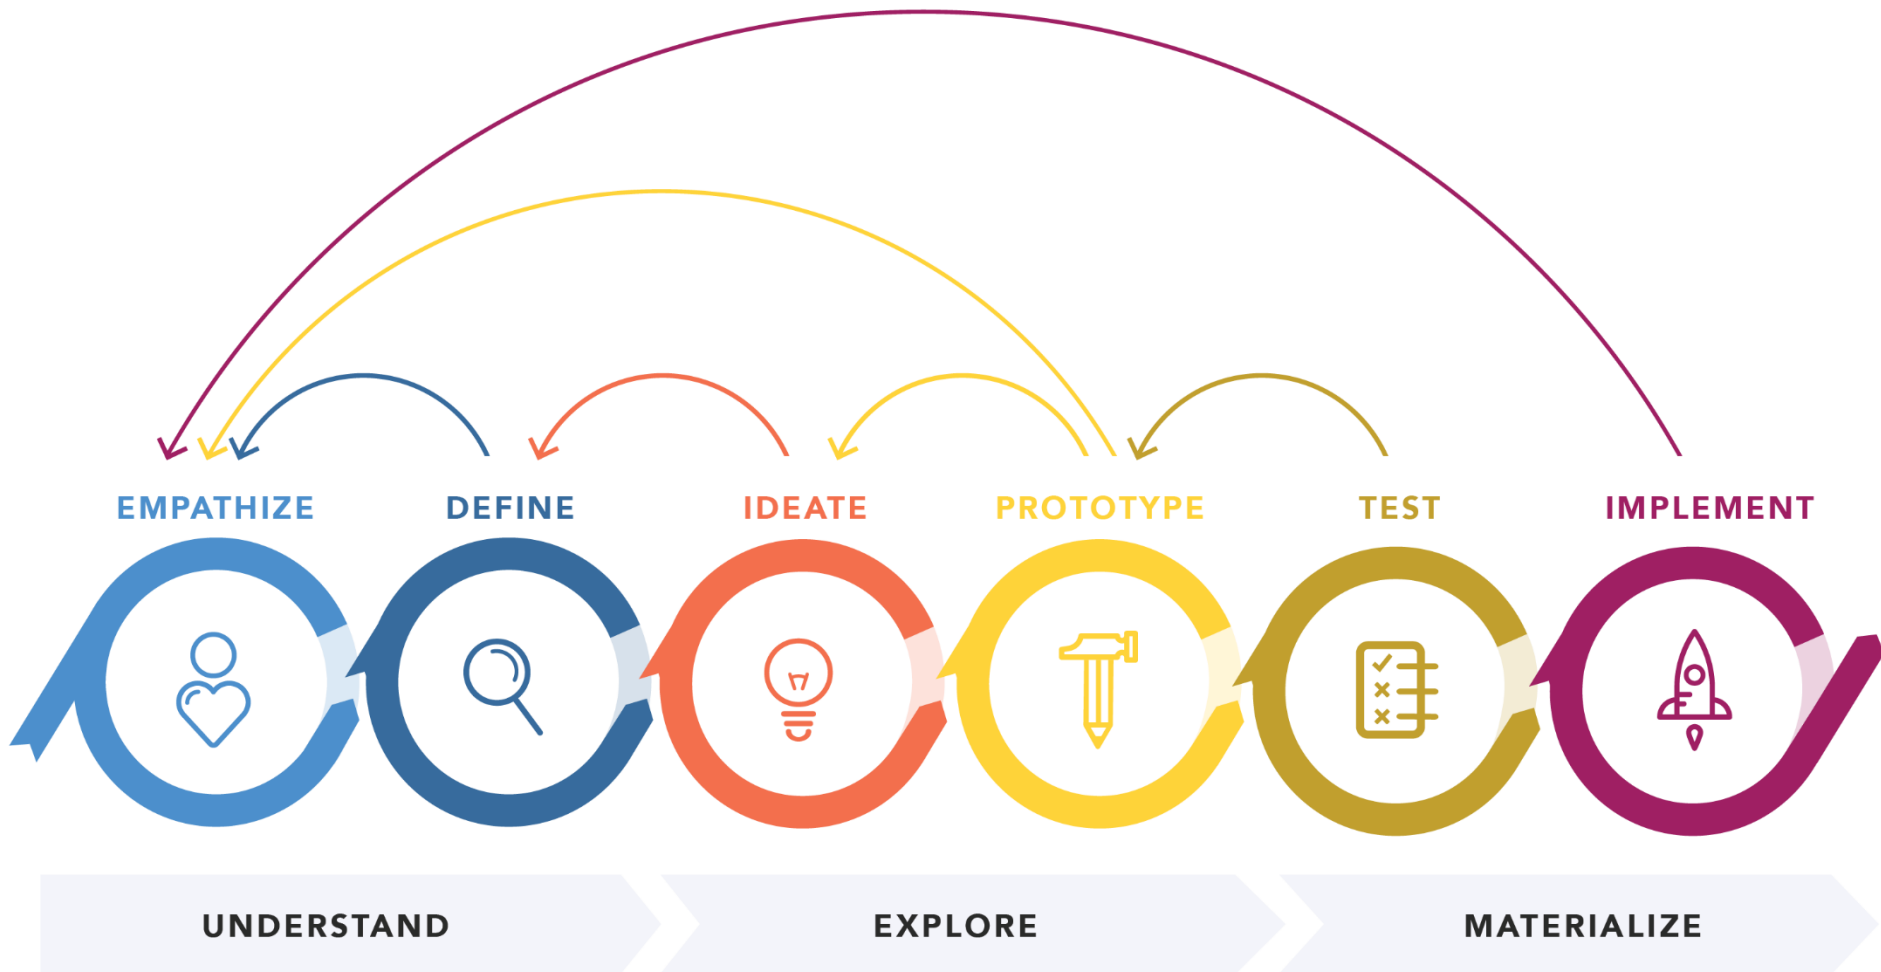 EMPATHIZE
DEFINE
IDEATE
PROTOTYPE
TEST
IMPLEMENT
UNDERSTAND
EXPLORE
MATERIALIZE